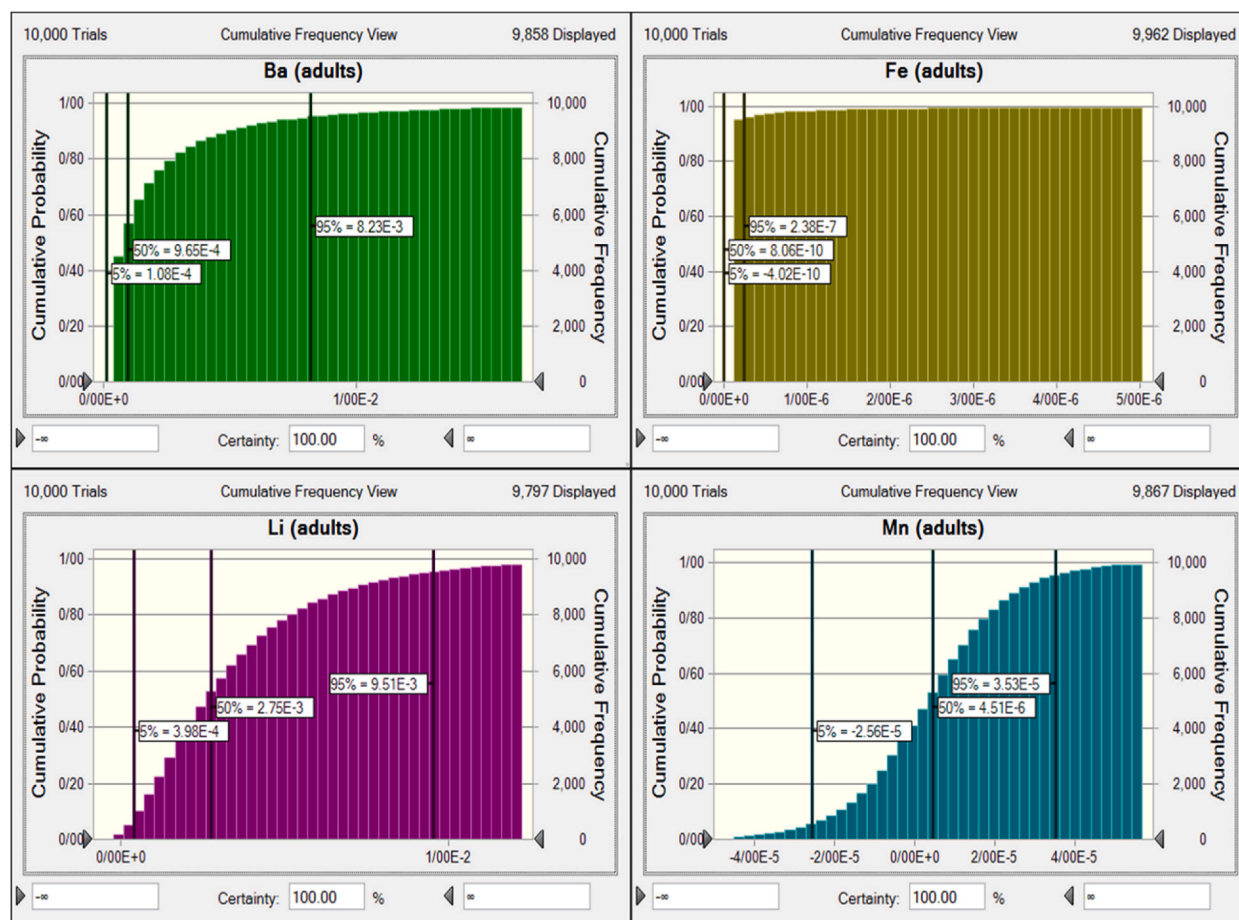 10,000 Trials Cumulative Frequency View 9,858 Displayed
Ba (adults)
Cumulative Probability
1/00
0/80
0/60
0/40
0/20
0/00
95% = 8.23E-3
50% = 9.65E-4
5% = 1.08E-4
10,000
8,000
6,000
4,000
2,000
0
Cumulative Frequency
0/00E+0 1/00E-2
-∞ Certainty: 100.00 % ∞
10,000 Trials Cumulative Frequency View 9,962 Displayed
Fe (adults)
Cumulative Probability
1/00
0/80
0/60
0/40
0/20
0/00
95% = 2.38E-7
50% = 8.06E-10
5% = -4.02E-10
10,000
8,000
6,000
4,000
2,000
0
Cumulative Frequency
0/00E+0 1/00E-6 2/00E-6 3/00E-6 4/00E-6 5/00E-6
-∞ Certainty: 100.00 % ∞
10,000 Trials Cumulative Frequency View 9,797 Displayed
Li (adults)
Cumulative Probability
1/00
0/80
0/60
0/40
0/20
0/00
95% = 9.51E-3
50% = 2.75E-3
5% = 3.98E-4
10,000
8,000
6,000
4,000
2,000
0
Cumulative Frequency
0/00E+0 1/00E-2
-∞ Certainty: 100.00 % ∞
10,000 Trials Cumulative Frequency View 9,867 Displayed
Mn (adults)
Cumulative Probability
1/00
0/80
0/60
0/40
0/20
0/00
95% = 3.53E-5
50% = 4.51E-6
5% = -2.56E-5
10,000
8,000
6,000
4,000
2,000
0
Cumulative Frequency
-4/00E-5 -2/00E-5 0/00E+0 2/00E-5 4/00E-5
-∞ Certainty: 100.00 % ∞